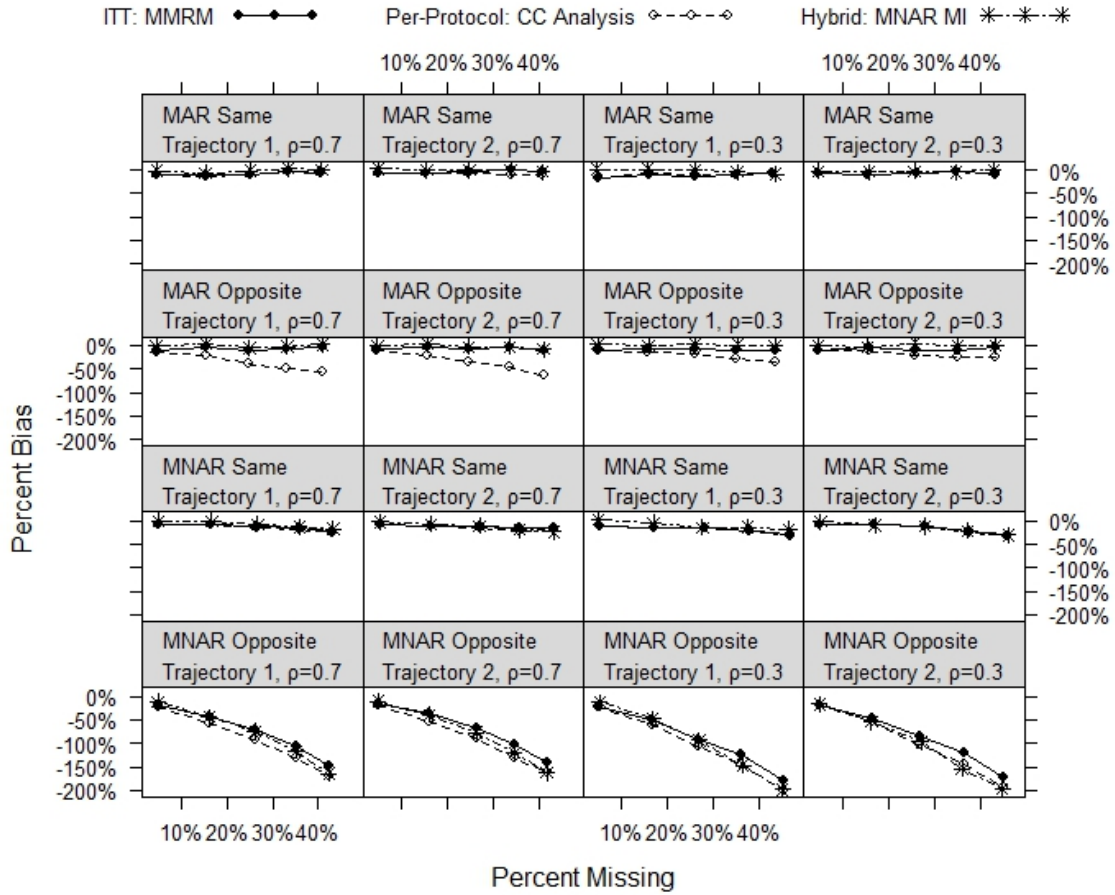 ITT: MMRM Per-Protocol: CC Analysis Hybrid: MNAR MI
10% 20% 30% 40% 10% 20% 30% 40%
MAR Same MAR Same MAR Same MAR Same
Trajectory 1, ρ=0.7 Trajectory 2, ρ=0.7 Trajectory 1, ρ=0.3 Trajectory 2, ρ=0.3
0%
-50%
-100%
-150%
-200%
MAR Opposite MAR Opposite MAR Opposite MAR Opposite
Trajectory 1, ρ=0.7 Trajectory 2, ρ=0.7 Trajectory 1, ρ=0.3 Trajectory 2, ρ=0.3
0%
-50%
-100%
-150%
-200%
Percent Bias
MNAR Same MNAR Same MNAR Same MNAR Same
Trajectory 1, ρ=0.7 Trajectory 2, ρ=0.7 Trajectory 1, ρ=0.3 Trajectory 2, ρ=0.3
0%
-50%
-100%
-150%
-200%
MNAR Opposite MNAR Opposite MNAR Opposite MNAR Opposite
Trajectory 1, ρ=0.7 Trajectory 2, ρ=0.7 Trajectory 1, ρ=0.3 Trajectory 2, ρ=0.3
0%
-50%
-100%
-150%
-200%
10% 20% 30% 40% 10% 20% 30% 40%
Percent Missing